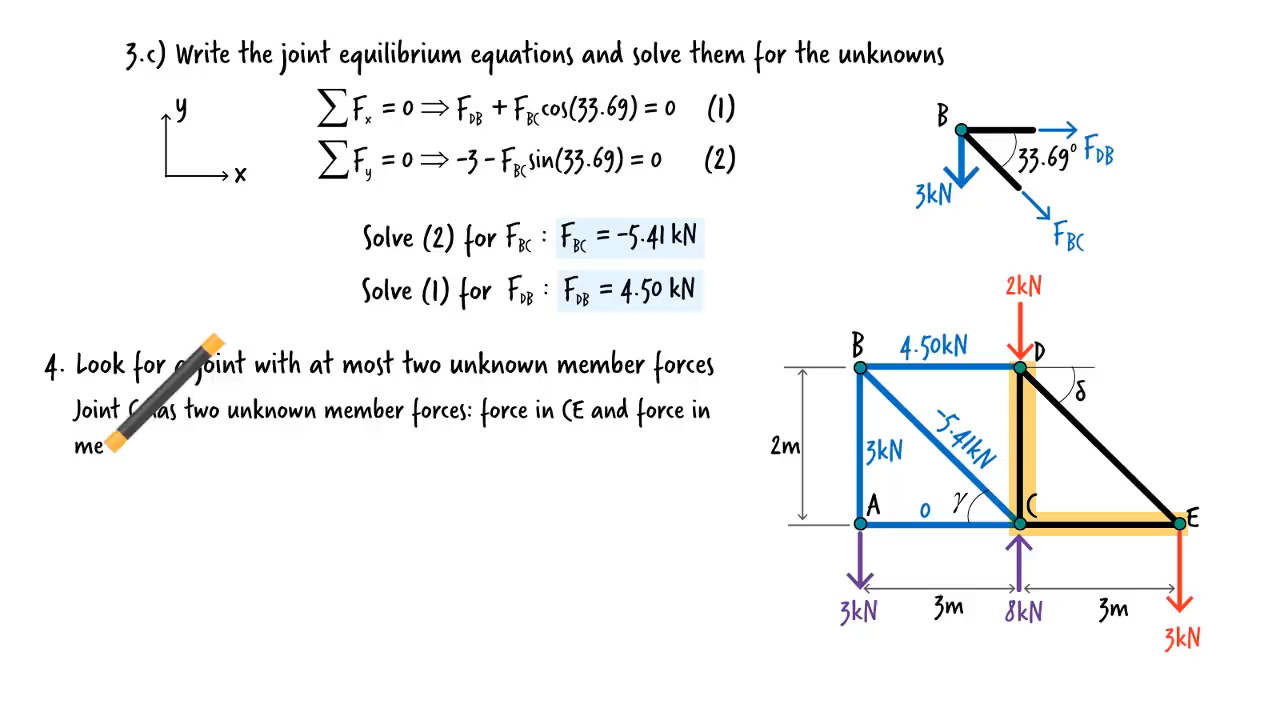 3.c) Write the joint equilibrium equations and solve them for the unknowns
y
x
∑Fx = 0 ⟹ FDB + FBC cos(33.69) = 0 (1)
∑Fy = 0 ⟹ -3 - FBC sin(33.69) = 0 (2)
Solve (2) for FBC : FBC = -5.41 kN
Solve (1) for FDB : FDB = 4.50 kN
B
33.69°
FDB
3kN
FBC
4. Look for a joint with at most two unknown member forces
Joint C has two unknown member forces: force in CE and force in
me
2kN
B
4.50kN
D
δ
2m
3kN
-5.41kN
A
0
γ
C
E
3kN
3m
8kN
3m
3kN